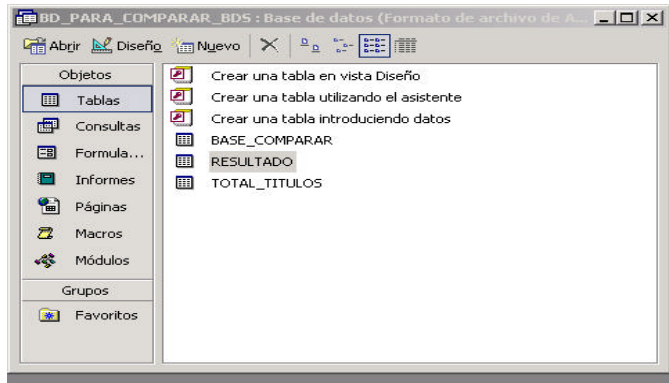 BD_PARA_COMPARAR_BDS : Base de datos (Formato de archivo de A...
Abrir Diseño Nuevo
Objetos
Tablas
Consultas
Formula...
Informes
Páginas
Macros
Módulos
Grupos
Favoritos
Crear una tabla en vista Diseño
Crear una tabla utilizando el asistente
Crear una tabla introduciendo datos
BASE_COMPARAR
RESULTADO
TOTAL_TITULOS